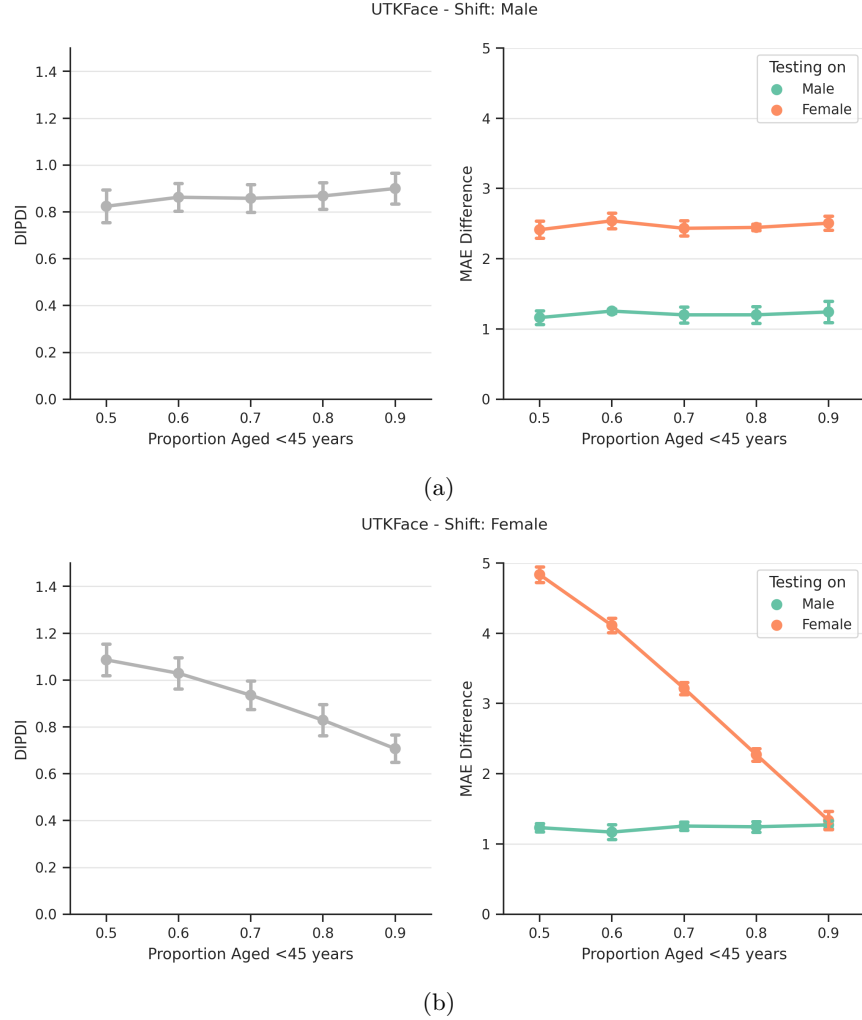 UTKFace - Shift: Male
1.4
1.2
1.0
0.8
0.6
0.4
0.2
0.0
DIPDI
0.5 0.6 0.7 0.8 0.9
Proportion Aged <45 years
5
4
3
2
1
0
MAE Difference
Testing on
Male
Female
0.5 0.6 0.7 0.8 0.9
Proportion Aged <45 years
(a)
UTKFace - Shift: Female
1.4
1.2
1.0
0.8
0.6
0.4
0.2
0.0
DIPDI
0.5 0.6 0.7 0.8 0.9
Proportion Aged <45 years
5
4
3
2
1
0
MAE Difference
Testing on
Male
Female
0.5 0.6 0.7 0.8 0.9
Proportion Aged <45 years
(b)